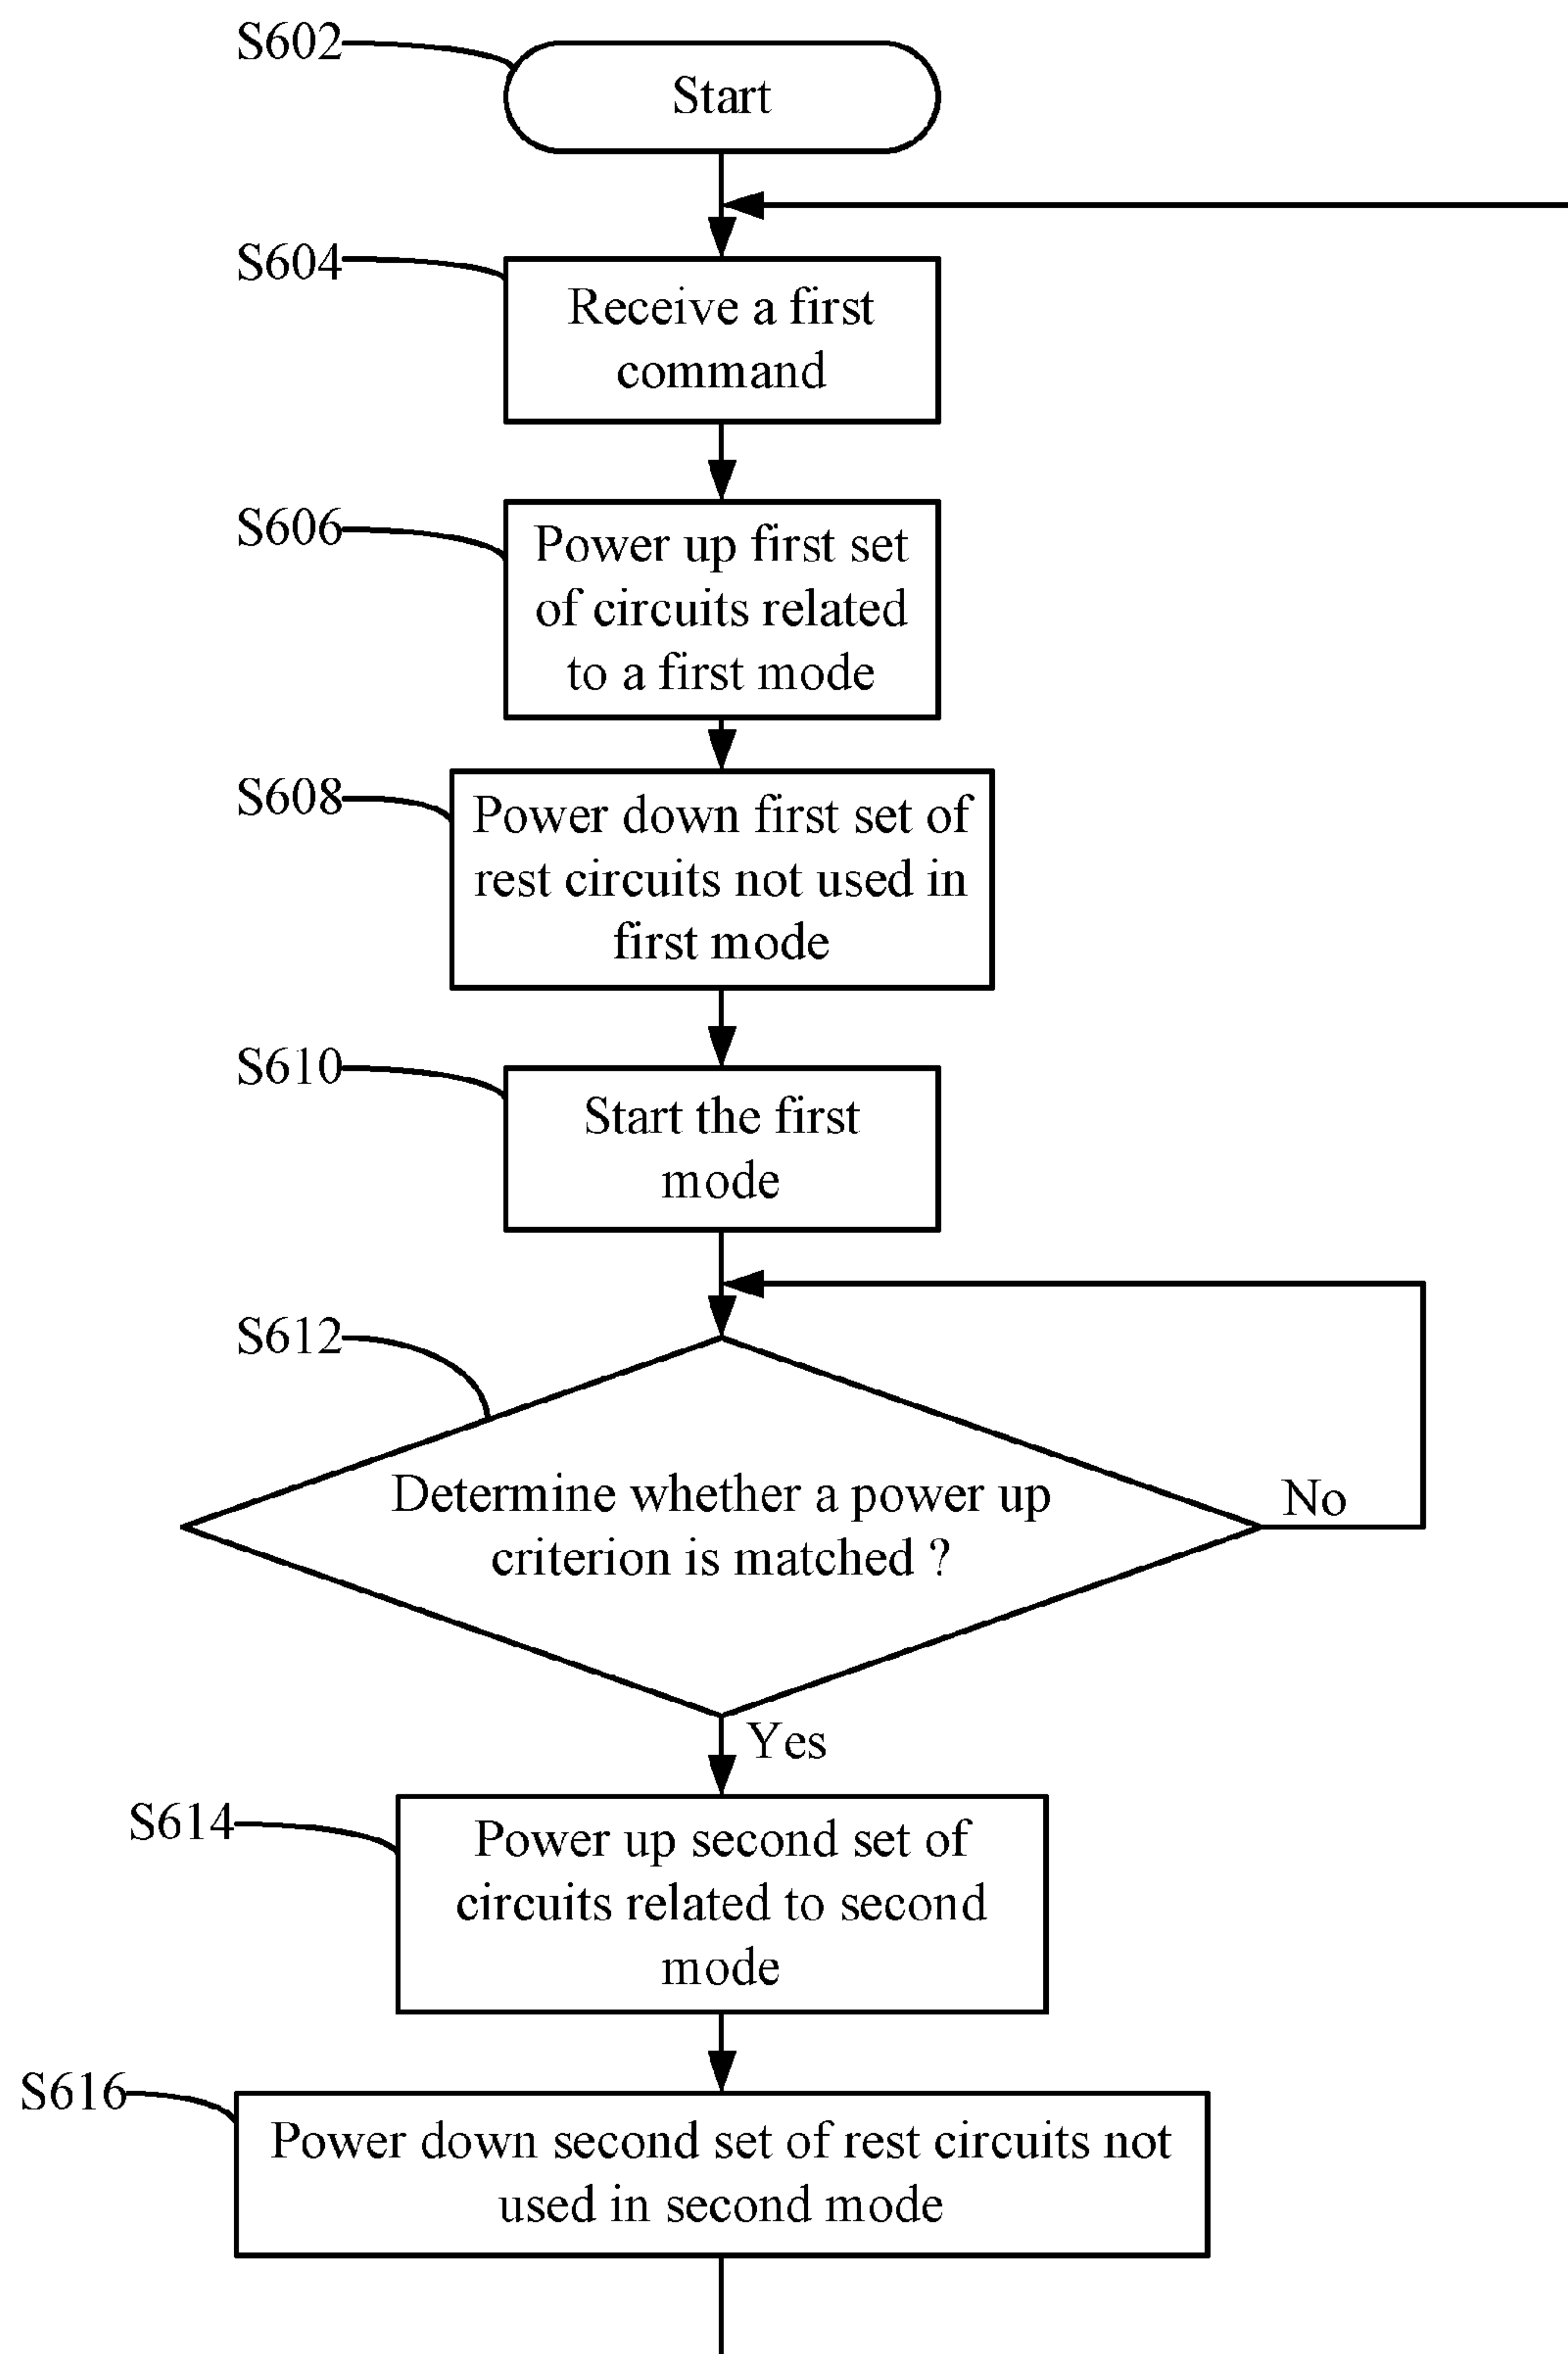 S602
Start
S604
Receive a first
command
S606
Power up first set
of circuits related
to a first mode
S608
Power down first set of
rest circuits not used in
first mode
S610
Start the first
mode
S612
Determine whether a power up
criterion is matched ?
No
Yes
S614
Power up second set of
circuits related to second
mode
S616
Power down second set of rest circuits not
used in second mode